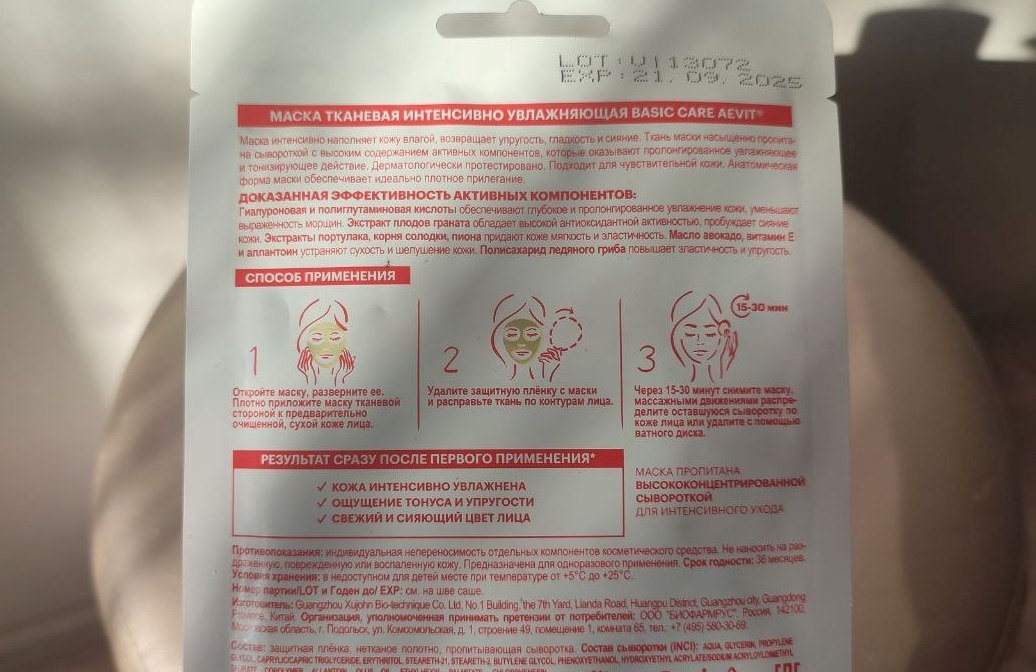 LOT : VI13072
EXP : 21. 09. 2025
МАСКА ТКАНЕВАЯ ИНТЕНСИВНО УВЛАЖНЯЮЩАЯ BASIC CARE AEVIT®
Маска интенсивно наполняет кожу влагой, возвращает упругость, гладкость и сияние. Ткань маски насыщенно пропита-
на сывороткой с высоким содержанием активных компонентов, которые оказывают пролонгированное увлажняющее
и тонизирующее действие. Дерматологически протестировано. Подходит для чувствительной кожи. Анатомическая
форма маски обеспечивает идеально плотное прилегание.
ДОКАЗАННАЯ ЭФФЕКТИВНОСТЬ АКТИВНЫХ КОМПОНЕНТОВ:
Гиалуроновая и полиглутаминовая кислоты обеспечивают глубокое и пролонгированное увлажнение кожи, уменьшают
выраженность морщин. Экстракт плодов граната обладает высокой антиоксидантной активностью, пробуждает сияние
кожи. Экстракты портулака, корня солодки, пиона придают коже мягкость и эластичность. Масло авокадо, витамин Е
и аллантоин устраняют сухость и шелушение кожи. Полисахарид ледяного гриба повышает эластичность и упругость.
СПОСОБ ПРИМЕНЕНИЯ
15-30 мин
1
2
3
Откройте маску, разверните ее.
Плотно приложите маску тканевой
стороной к предварительно
очищенной, сухой коже лица.
Удалите защитную плёнку с маски
и расправьте ткань по контурам лица.
Через 15-30 минут снимите маску,
массажными движениями распре-
делите оставшуюся сыворотку по
коже лица или удалите с помощью
ватного диска.
РЕЗУЛЬТАТ СРАЗУ ПОСЛЕ ПЕРВОГО ПРИМЕНЕНИЯ*
✓ КОЖА ИНТЕНСИВНО УВЛАЖНЕНА
✓ ОЩУЩЕНИЕ ТОНУСА И УПРУГОСТИ
✓ СВЕЖИЙ И СИЯЮЩИЙ ЦВЕТ ЛИЦА
МАСКА ПРОПИТАНА
ВЫСОКОКОНЦЕНТРИРОВАННОЙ
СЫВОРОТКОЙ
ДЛЯ ИНТЕНСИВНОГО УХОДА
Противопоказания: индивидуальная непереносимость отдельных компонентов косметического средства. Не наносить на раз-
драженную, поврежденную или воспаленную кожу. Предназначена для одноразового применения. Срок годности: 36 месяцев.
Условия хранения: в недоступном для детей месте при температуре от +5°С до +25°С.
Номер партии/LOT и Годен до/ EXP: см. на шве саше.
Изготовитель: Guangzhou Xujohn Bio-technique Co. Ltd, No.1 Building, the 7th Yard, Lianda Road, Huangpu District, Guangzhou city, Guangdong
Province, Китай. Организация, уполномоченная принимать претензии от потребителей: ООО "БИОФАРМРУС", Россия, 142100,
Московская область, г. Подольск, ул. Комсомольская, д. 1, строение 49, помещение 1, комната 65, тел.: +7 (495) 580-30-69.
Состав: защитная плёнка, нетканое полотно, пропитывающая сыворотка. Состав сыворотки (INCI): AQUA, GLYCERIN, PROPYLENE
GLYCOL, CAPRYLIC/CAPRIC TRIGLYCERIDE, ERYTHRITOL, STEARETH-21, STEARETH-2, BUTYLENE GLYCOL, PHENOXYETHANOL, HYDROXYETHYL ACRYLATE/SODIUM ACRYLOYLDIMETHYL